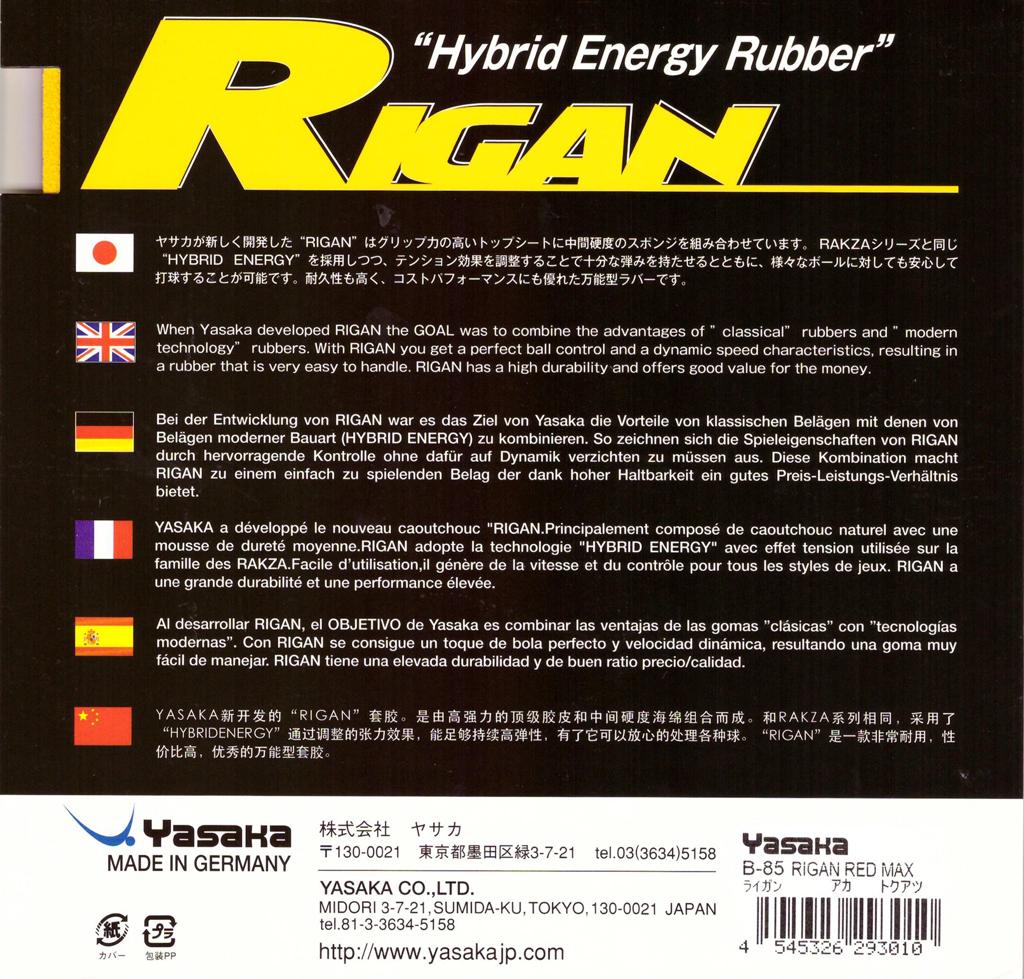 “Hybrid Energy Rubber”
RIGAN
ヤサカが新しく開発した “RIGAN” はグリップ力の高いトップシートに中間硬度のスポンジを組み合わせています。 RAKZAシリーズと同じ
“HYBRID ENERGY” を採用しつつ、テンション効果を調整することで十分な弾みを持たせるとともに、様々なボールに対しても安心して
打球することが可能です。耐久性も高く、コストパフォーマンスにも優れた万能型ラバーです。
When Yasaka developed RIGAN the GOAL was to combine the advantages of ” classical” rubbers and ” modern
technology” rubbers. With RIGAN you get a perfect ball control and a dynamic speed characteristics, resulting in
a rubber that is very easy to handle. RIGAN has a high durability and offers good value for the money.
Bei der Entwicklung von RIGAN war es das Ziel von Yasaka die Vorteile von klassischen Belägen mit denen von
Belägen moderner Bauart (HYBRID ENERGY) zu kombinieren. So zeichnen sich die Spieleigenschaften von RIGAN
durch hervorragende Kontrolle ohne dafür auf Dynamik verzichten zu müssen aus. Diese Kombination macht
RIGAN zu einem einfach zu spielenden Belag der dank hoher Haltbarkeit ein gutes Preis-Leistungs-Verhältnis
bietet.
YASAKA a développé le nouveau caoutchouc "RIGAN.Principalement composé de caoutchouc naturel avec une
mousse de dureté moyenne.RIGAN adopte la technologie "HYBRID ENERGY" avec effet tension utilisée sur la
famille des RAKZA.Facile d'utilisation,il génère de la vitesse et du contrôle pour tous les styles de jeux. RIGAN a
une grande durabilité et une performance élevée.
Al desarrollar RIGAN, el OBJETIVO de Yasaka es combinar las ventajas de las gomas "clásicas" con "tecnologías
modernas". Con RIGAN se consigue un toque de bola perfecto y velocidad dinámica, resultando una goma muy
fácil de manejar. RIGAN tiene una elevada durabilidad y de buen ratio precio/calidad.
YASAKA新开发的 “RIGAN” 套胶。是由高强力的顶级胶皮和中间硬度海绵组合而成。和RAKZA系列相同，采用了
“HYBRIDENERGY” 通过调整的张力效果，能足够持续高弹性，有了它可以放心的处理各种球。 “RIGAN” 是一款非常耐用，性
价比高，优秀的万能型套胶。
Yasaka
MADE IN GERMANY
紙
カバー
プラ
包装PP
株式会社 ヤサカ
〒130-0021 東京都墨田区緑3-7-21 tel.03(3634)5158
YASAKA CO.,LTD.
MIDORI 3-7-21,SUMIDA-KU,TOKYO,130-0021 JAPAN
tel.81-3-3634-5158
http://www.yasakajp.com
Yasaka
B-85 RIGAN RED MAX
ライガン アカ トクアツ
4 545326 293010